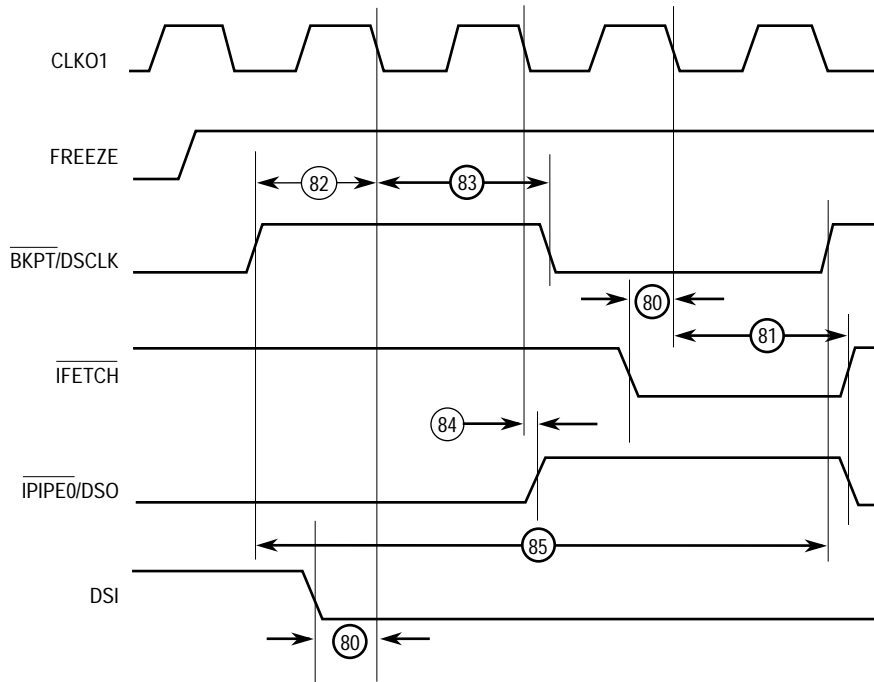 CLKO1
FREEZE
82
83
BKPT/DSCLK
80
81
IFETCH
84
IPIPE0/DSO
85
DSI
80